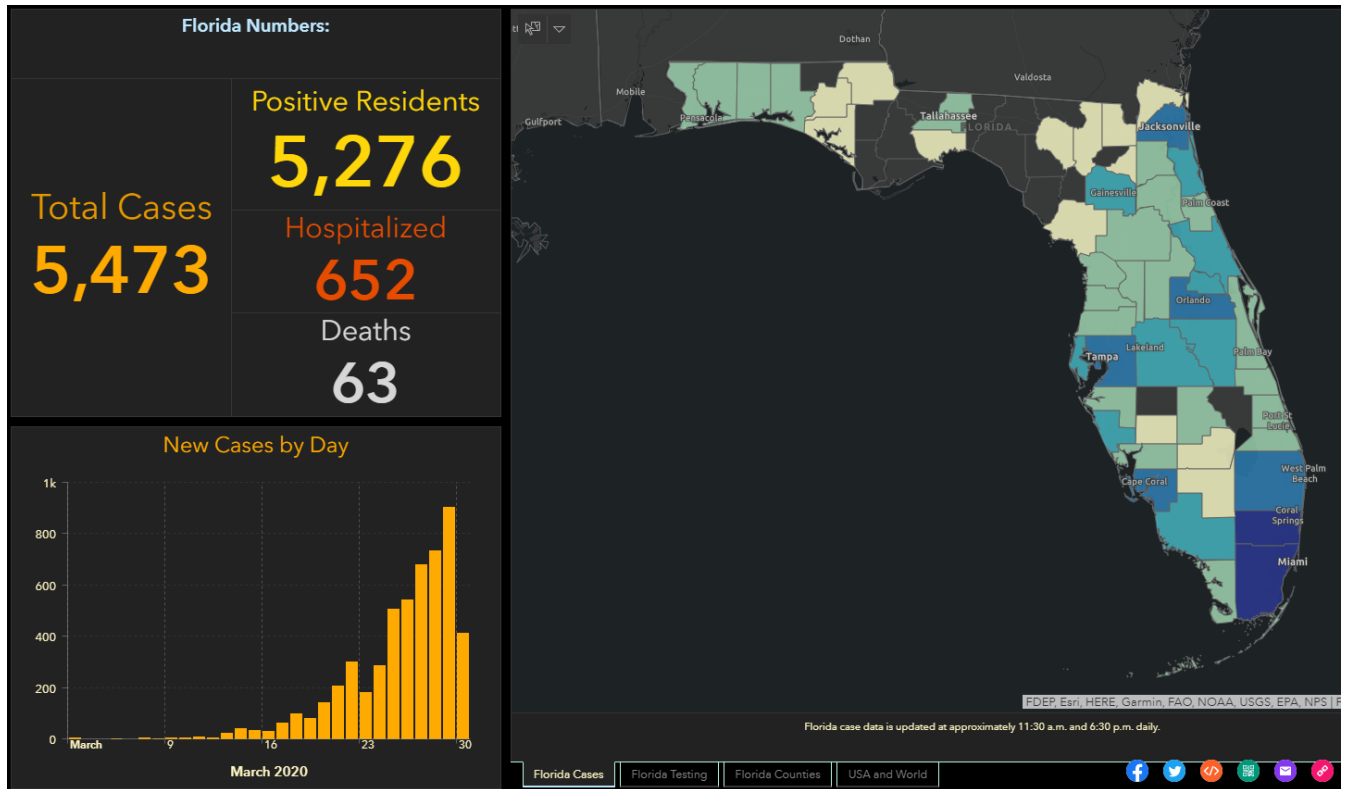 Florida Numbers:
Total Cases
5,473
Positive Residents
5,276
Hospitalized
652
Deaths
63
New Cases by Day
1k
800
600
400
200
0
March
9
16
23
30
March 2020
Dothan
Mobile
Valdosta
Gulfport
Pensacola
Tallahassee
FLORIDA
Jacksonville
Gainesville
Palm Coast
Orlando
Lakeland
Tampa
Palm Bay
Port St
Lucie
Cape Coral
West Palm
Beach
Coral
Springs
Miami
FDEP, Esri, HERE, Garmin, FAO, NOAA, USGS, EPA, NPS |
Florida case data is updated at approximately 11:30 a.m. and 6:30 p.m. daily.
Florida Cases
Florida Testing
Florida Counties
USA and World